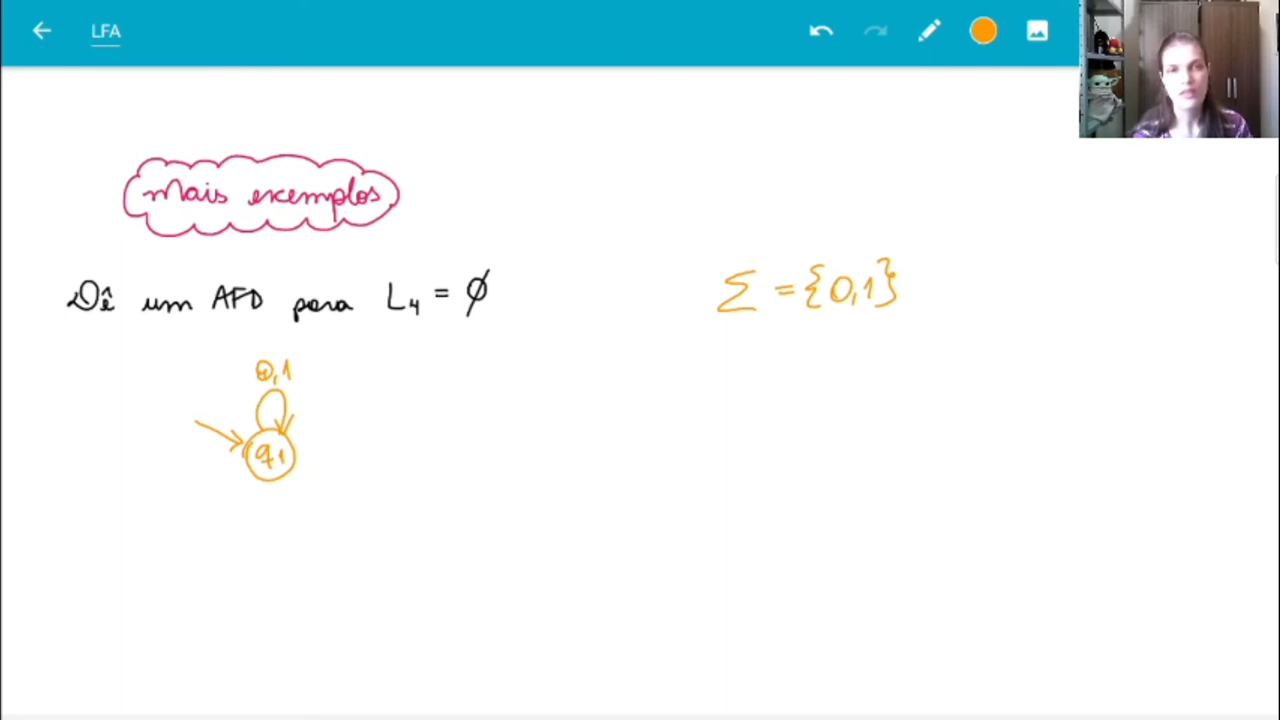 LFA
Mais exemplos
Dê um AFD para L₄ = ∅
Σ = {0,1}
0,1
q₁